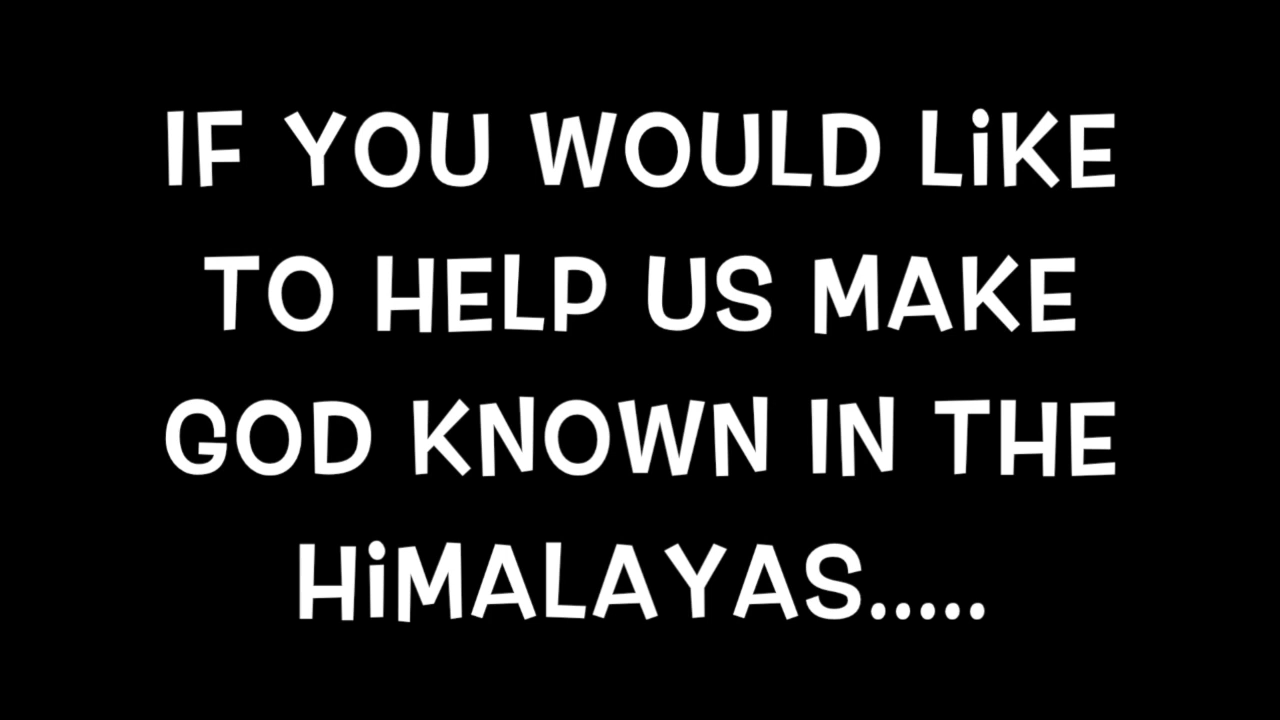 IF YOU WOULD LiKE
TO HELP US MAKE
GOD KNOWN IN THE
HiMALAYAS.....